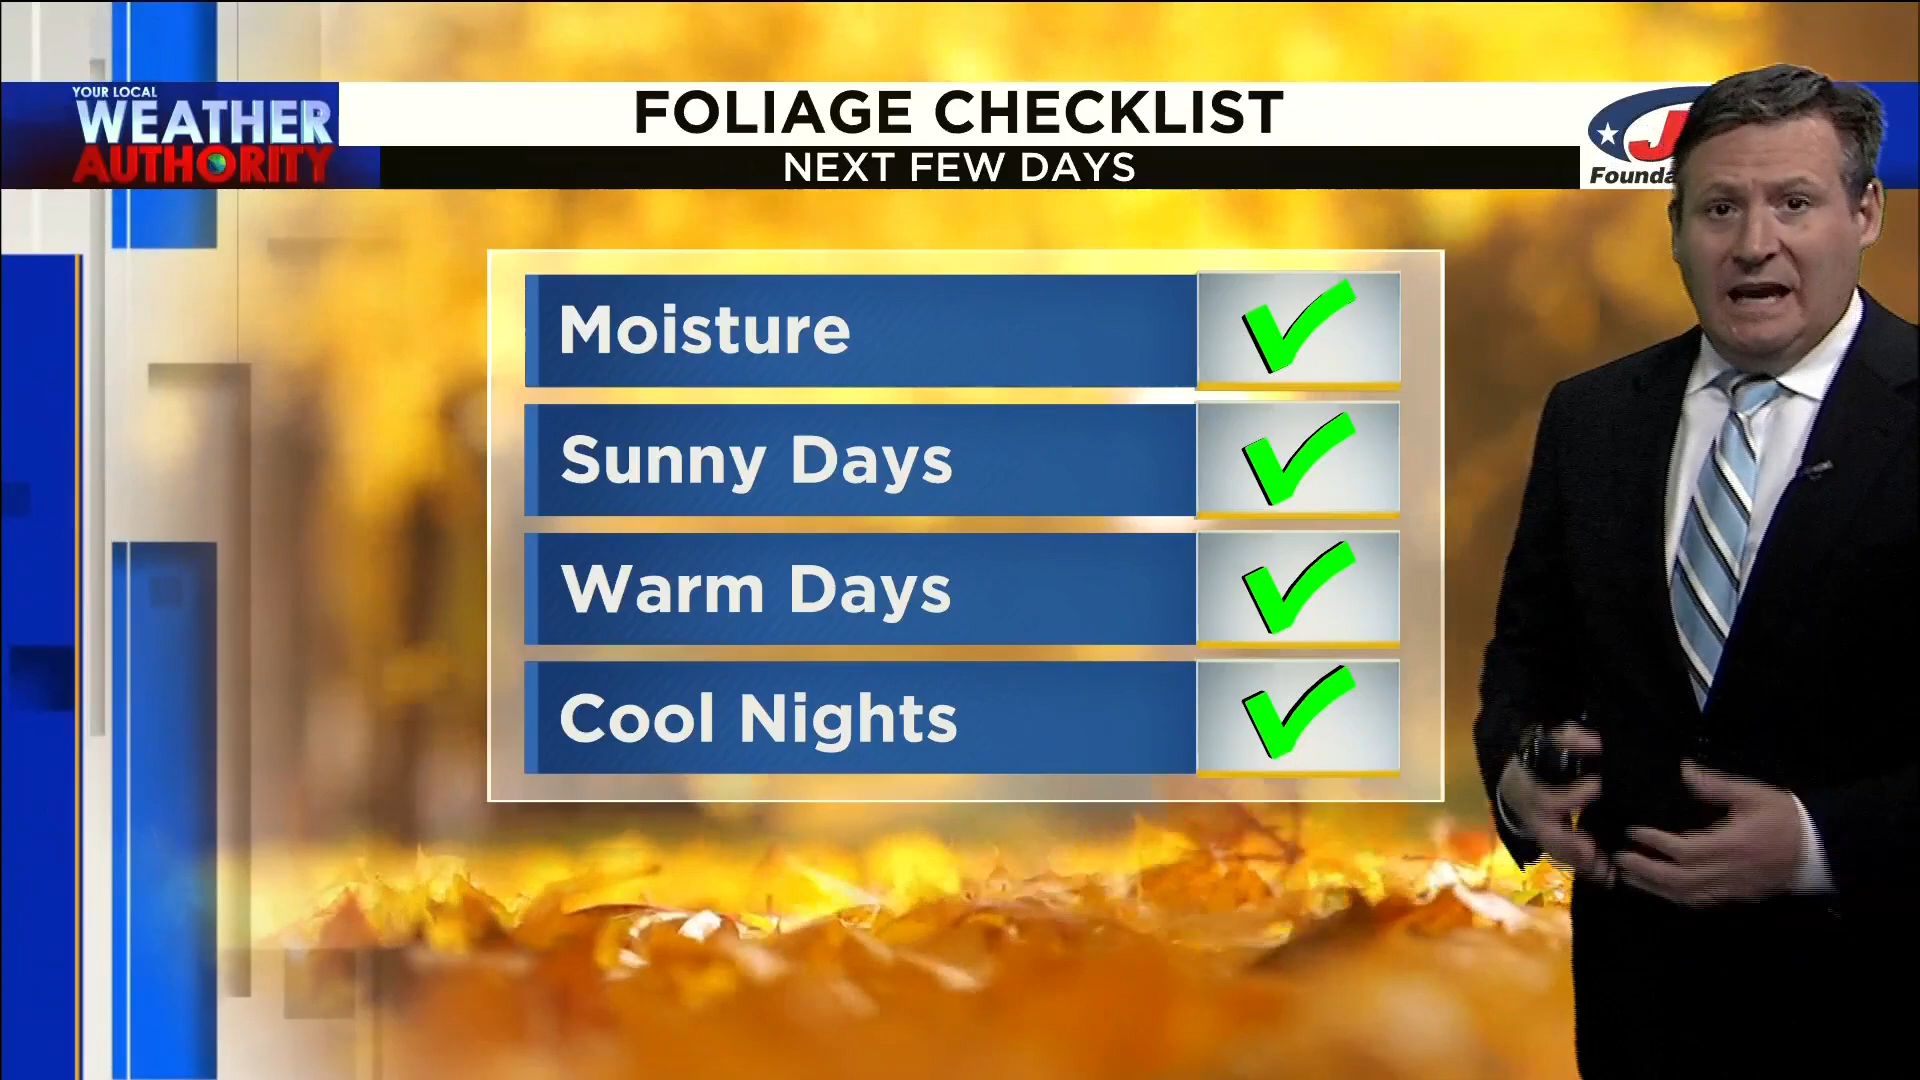 YOUR LOCAL
WEATHER
AUTHORITY
FOLIAGE CHECKLIST
NEXT FEW DAYS
Moisture
Sunny Days
Warm Days
Cool Nights